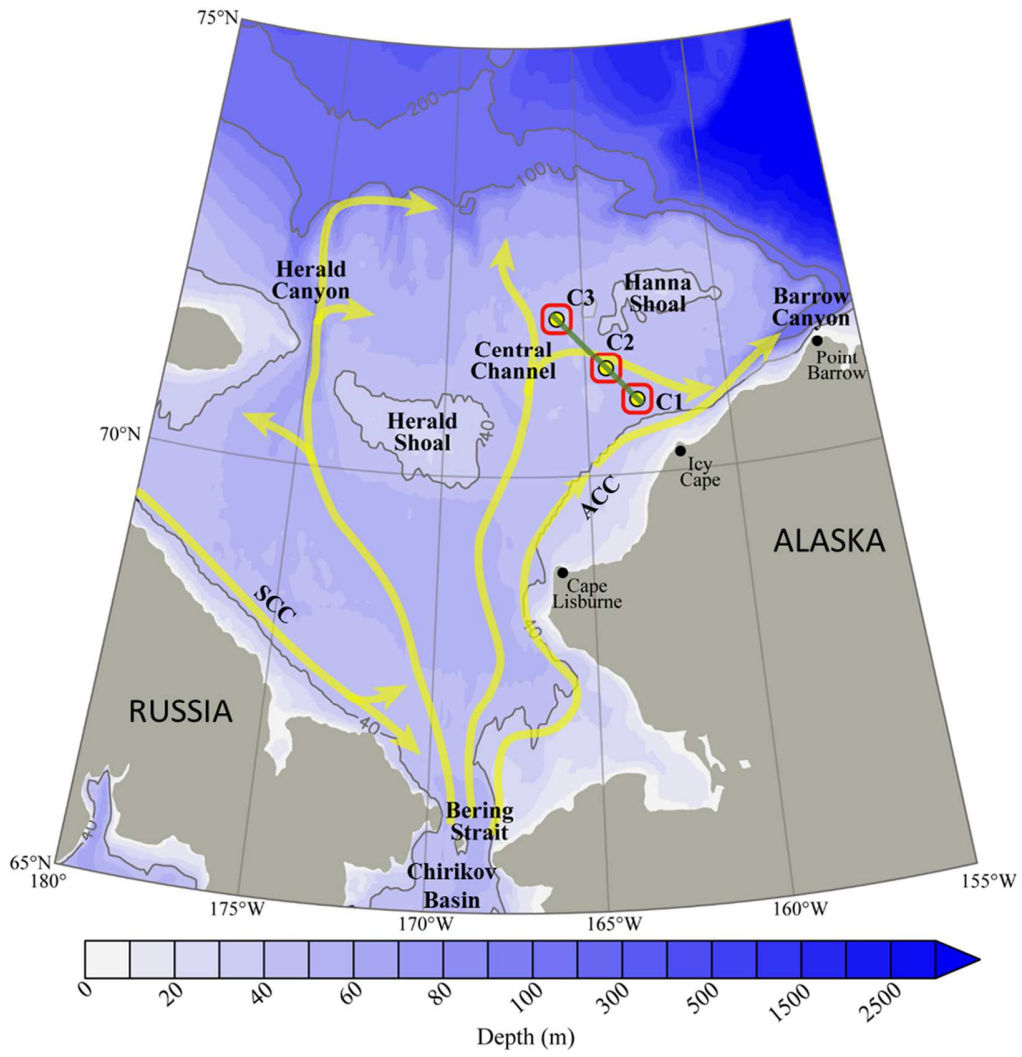 75°N
200
100
Herald
Canyon
Hanna
Shoal
C3
Barrow
Canyon
C2
Central
Channel
Point
Barrow
C1
Herald
Shoal
40
70°N
Icy
Cape
ACC
ALASKA
Cape
Lisburne
SCC
40
RUSSIA
40
Bering
Strait
40
65°N
Chirikov
Basin
180°
155°W
175°W
170°W
165°W
160°W
0
20
40
60
80
100
300
500
1500
2500
Depth (m)